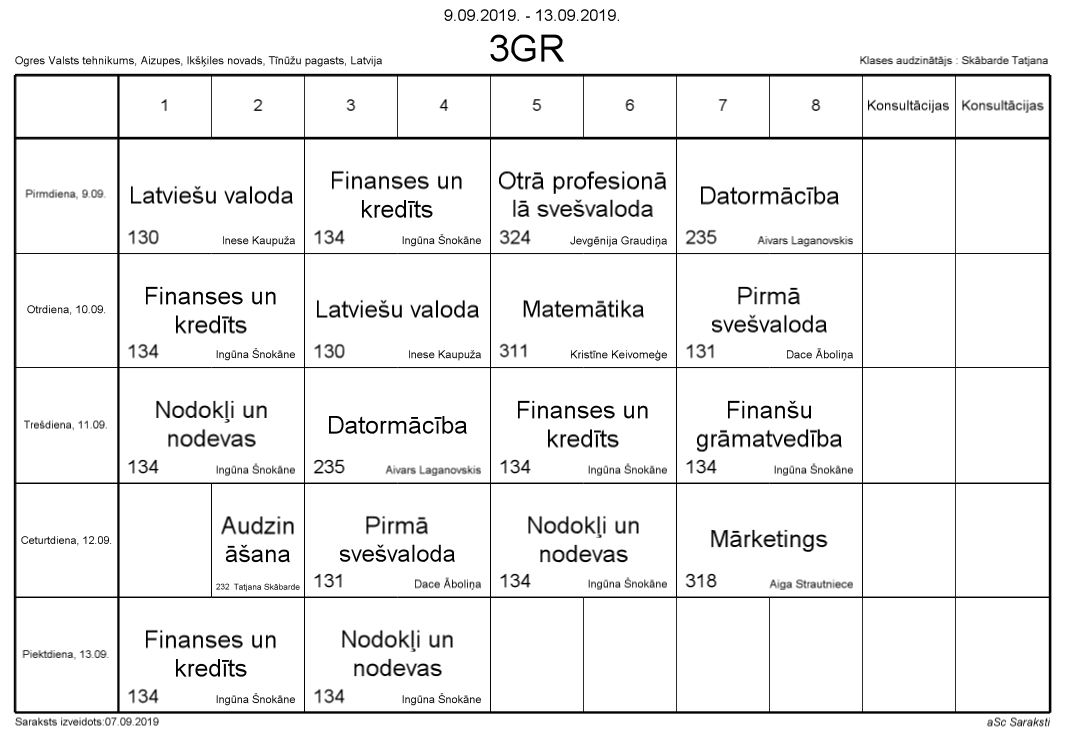 9.09.2019. - 13.09.2019.
3GR
Ogres Valsts tehnikums, Aizupes, Ikšķiles novads, Tīnūžu pagasts, Latvija
Klases audzinātājs : Skābarde Tatjana
1 2 3 4 5 6 7 8 Konsultācijas Konsultācijas
Pirmdiena, 9.09.
Latviešu valoda
130 Inese Kaupuža
Finanses un
kredīts
134 Ingūna Šnokāne
Otrā profesionā
lā svešvaloda
324 Jevgēnija Graudiņa
Datormācība
235 Aivars Laganovskis
Otrdiena, 10.09.
Finanses un
kredīts
134 Ingūna Šnokāne
Latviešu valoda
130 Inese Kaupuža
Matemātika
311 Kristīne Keivomeģe
Pirmā
svešvaloda
131 Dace Āboliņa
Trešdiena, 11.09.
Nodokļi un
nodevas
134 Ingūna Šnokāne
Datormācība
235 Aivars Laganovskis
Finanses un
kredīts
134 Ingūna Šnokāne
Finanšu
grāmatvedība
134 Ingūna Šnokāne
Ceturtdiena, 12.09.
Audzin
āšana
232 Tatjana Skābarde
Pirmā
svešvaloda
131 Dace Āboliņa
Nodokļi un
nodevas
134 Ingūna Šnokāne
Mārketings
318 Aiga Strautniece
Piektdiena, 13.09.
Finanses un
kredīts
134 Ingūna Šnokāne
Nodokļi un
nodevas
134 Ingūna Šnokāne
Saraksts izveidots:07.09.2019
aSc Saraksti